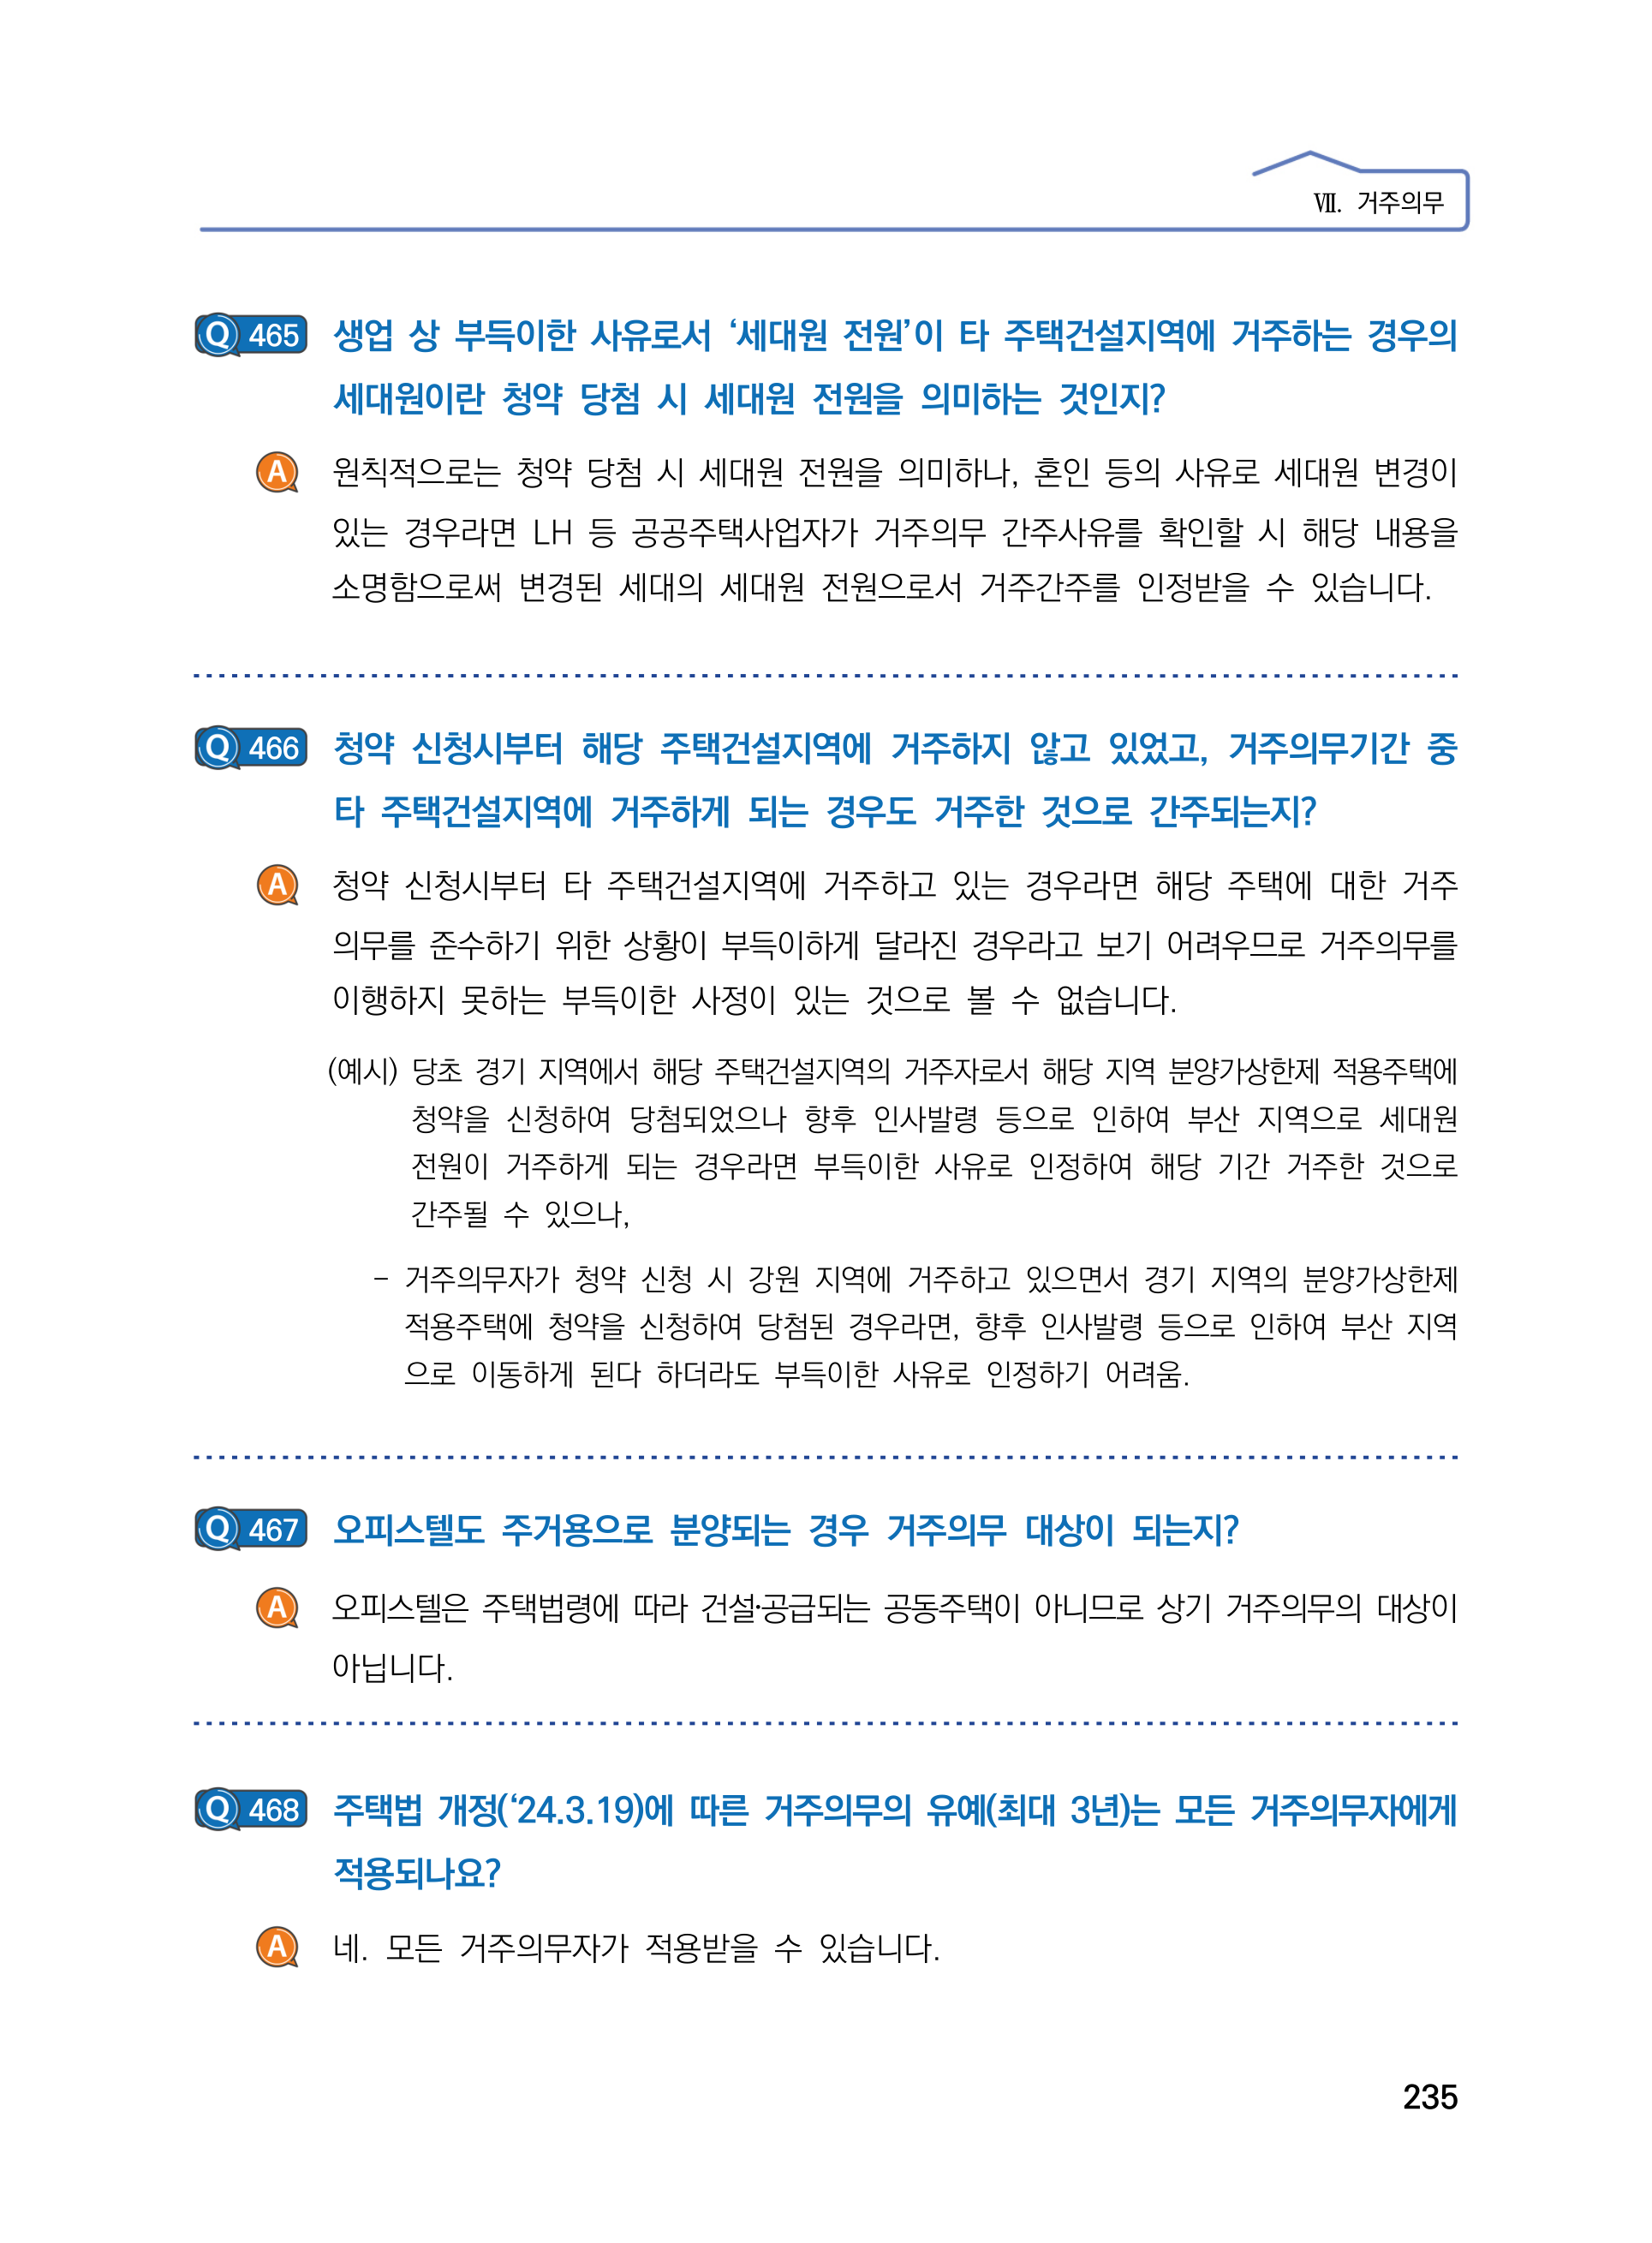 Ⅶ. 거주의무
Q 465 생업 상 부득이한 사유로서 ‘세대원 전원’이 타 주택건설지역에 거주하는 경우의
세대원이란 청약 당첨 시 세대원 전원을 의미하는 것인지?
A 원칙적으로는 청약 당첨 시 세대원 전원을 의미하나, 혼인 등의 사유로 세대원 변경이
있는 경우라면 LH 등 공공주택사업자가 거주의무 간주사유를 확인할 시 해당 내용을
소명함으로써 변경된 세대의 세대원 전원으로서 거주간주를 인정받을 수 있습니다.
Q 466 청약 신청시부터 해당 주택건설지역에 거주하지 않고 있었고, 거주의무기간 중
타 주택건설지역에 거주하게 되는 경우도 거주한 것으로 간주되는지?
A 청약 신청시부터 타 주택건설지역에 거주하고 있는 경우라면 해당 주택에 대한 거주
의무를 준수하기 위한 상황이 부득이하게 달라진 경우라고 보기 어려우므로 거주의무를
이행하지 못하는 부득이한 사정이 있는 것으로 볼 수 없습니다.
(예시) 당초 경기 지역에서 해당 주택건설지역의 거주자로서 해당 지역 분양가상한제 적용주택에
청약을 신청하여 당첨되었으나 향후 인사발령 등으로 인하여 부산 지역으로 세대원
전원이 거주하게 되는 경우라면 부득이한 사유로 인정하여 해당 기간 거주한 것으로
간주될 수 있으나,
- 거주의무자가 청약 신청 시 강원 지역에 거주하고 있으면서 경기 지역의 분양가상한제
적용주택에 청약을 신청하여 당첨된 경우라면, 향후 인사발령 등으로 인하여 부산 지역
으로 이동하게 된다 하더라도 부득이한 사유로 인정하기 어려움.
Q 467 오피스텔도 주거용으로 분양되는 경우 거주의무 대상이 되는지?
A 오피스텔은 주택법령에 따라 건설·공급되는 공동주택이 아니므로 상기 거주의무의 대상이
아닙니다.
Q 468 주택법 개정(‘24.3.19)에 따른 거주의무의 유예(최대 3년)는 모든 거주의무자에게
적용되나요?
A 네. 모든 거주의무자가 적용받을 수 있습니다.
235